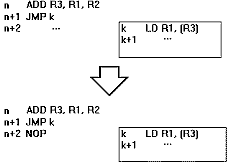 n ADD R3, R1, R2
n+1 JMP k
n+2 ...
k LD R1, (R3)
k+1 ...
n ADD R3, R1, R2
n+1 JMP k
n+2 NOP
k LD R1, (R3)
k+1 ...